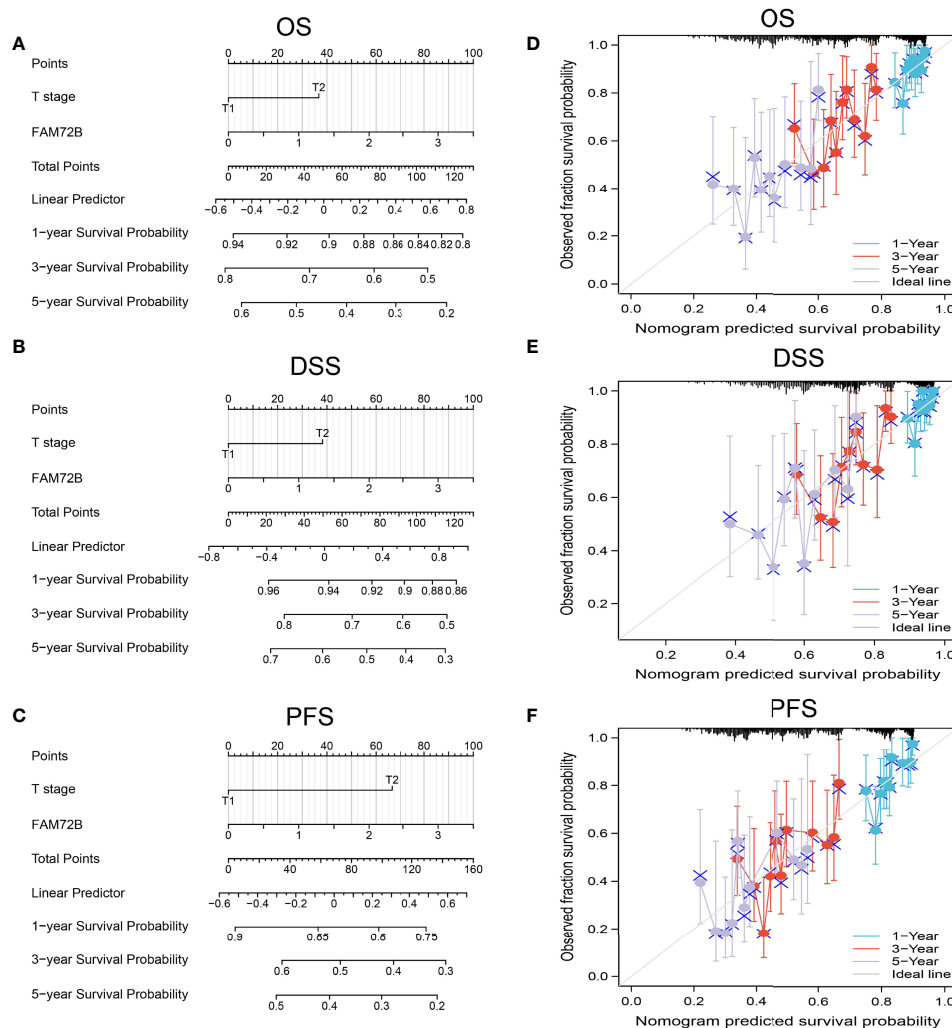 A
OS
Points
0 20 40 60 80 100
T stage
T1 T2
FAM72B
0 1 2 3
Total Points
0 20 40 60 80 100 130
Linear Predictor
−0.6 −0.4 −0.2 0 0.2 0.4 0.6 0.8
1−year Survival Probability
0.94 0.92 0.9 0.88 0.86 0.84 0.82 0.8
3−year Survival Probability
0.8 0.7 0.6 0.5
5−year Survival Probability
0.6 0.5 0.4 0.3 0.2
B
DSS
Points
0 20 40 60 80 100
T stage
T1 T2
FAM72B
0 1 2 3
Total Points
0 20 40 60 80 100 130
Linear Predictor
−0.8 −0.4 0 0.4 0.8
1−year Survival Probability
0.96 0.94 0.92 0.9 0.88 0.86
3−year Survival Probability
0.8 0.7 0.6 0.5
5−year Survival Probability
0.7 0.6 0.5 0.4 0.3
C
PFS
Points
0 20 40 60 80 100
T stage
T1 T2
FAM72B
0 1 2 3
Total Points
0 20 40 60 80 100 120 160
Linear Predictor
−0.6 −0.4 −0.2 0 0.2 0.4 0.6
1−year Survival Probability
0.9 0.65 0.6 0.75
3−year Survival Probability
0.6 0.5 0.4 0.3
5−year Survival Probability
0.5 0.4 0.3 0.2
D
OS
Observed fraction survival probability
1.0
0.8
0.6
0.4
0.2
0.0
1−Year
3−Year
5−Year
Ideal line
0.0 0.2 0.4 0.6 0.8 1.0
Nomogram predicted survival probability
E
DSS
Observed fraction survival probability
1.0
0.8
0.6
0.4
0.2
1−Year
3−Year
5−Year
Ideal line
0.2 0.4 0.6 0.8 1.0
Nomogram predicted survival probability
F
PFS
Observed fraction survival probability
1.0
0.8
0.6
0.4
0.2
0.0
1−Year
3−Year
5−Year
Ideal line
0.0 0.2 0.4 0.6 0.8 1.0
Nomogram predicted survival probability